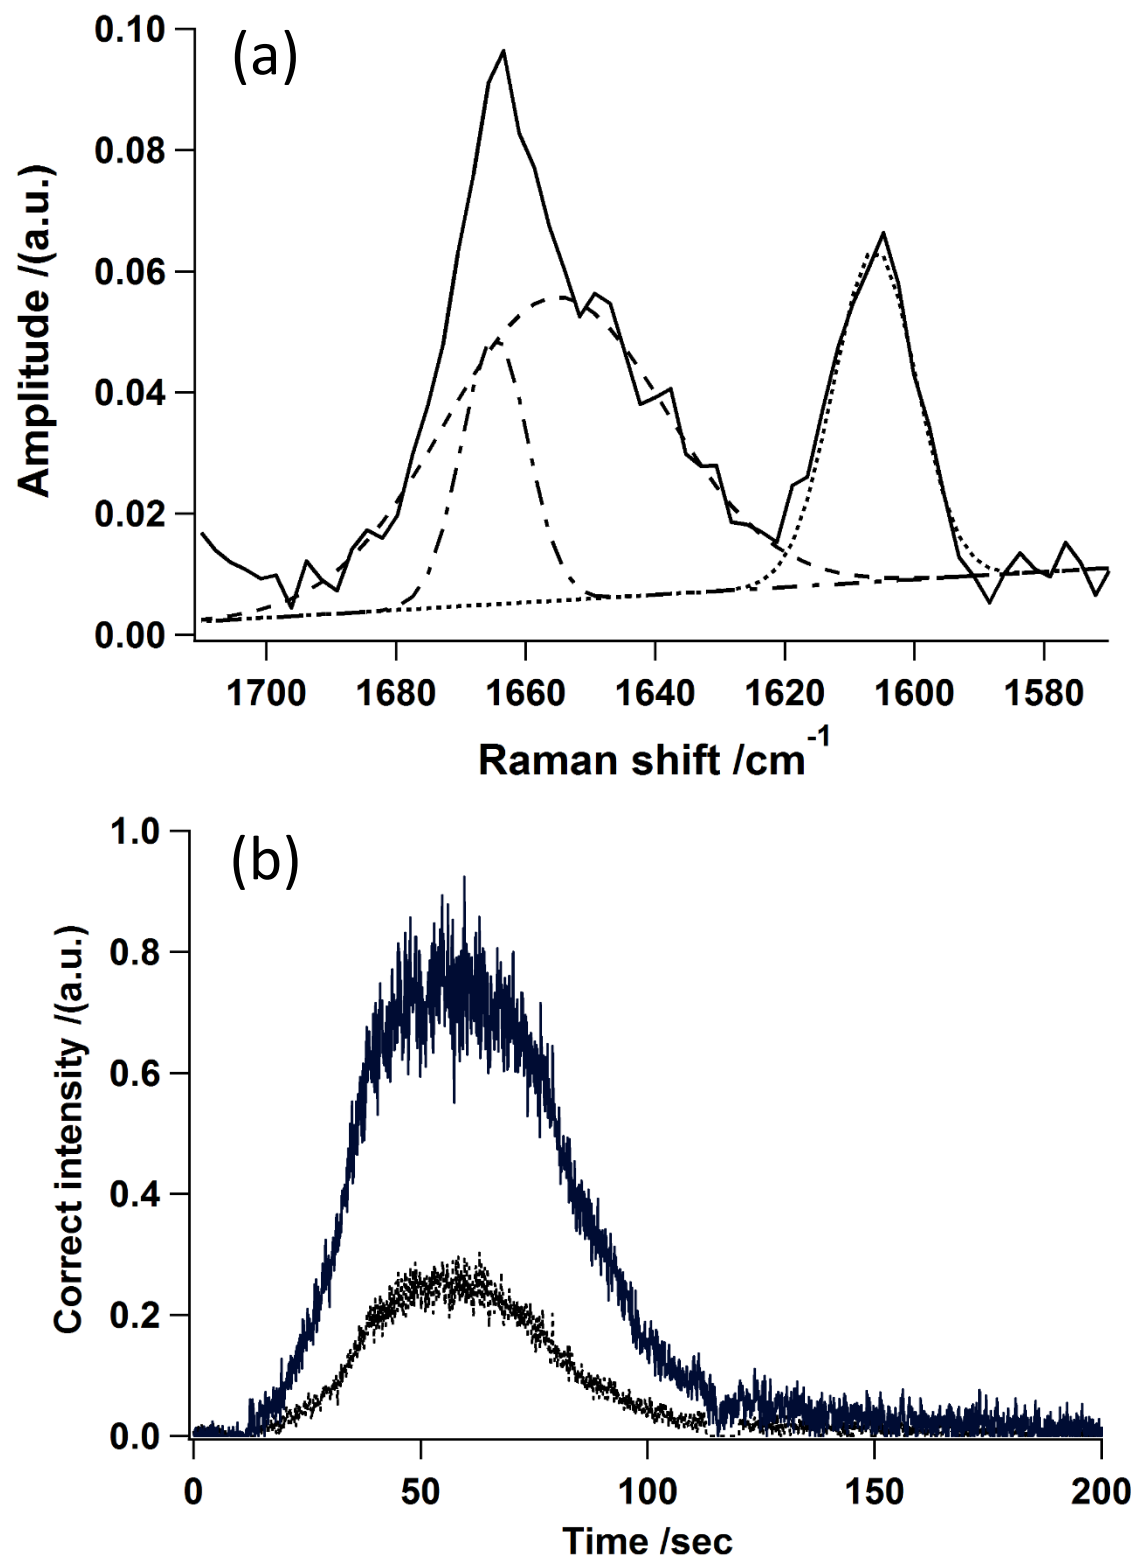 (a)
0.10
0.08
0.06
0.04
0.02
0.00
Amplitude /(a.u.)
1700 1680 1660 1640 1620 1600 1580
Raman shift /cm-1
(b)
1.0
0.8
0.6
0.4
0.2
0.0
Correct intensity /(a.u.)
0 50 100 150 200
Time /sec